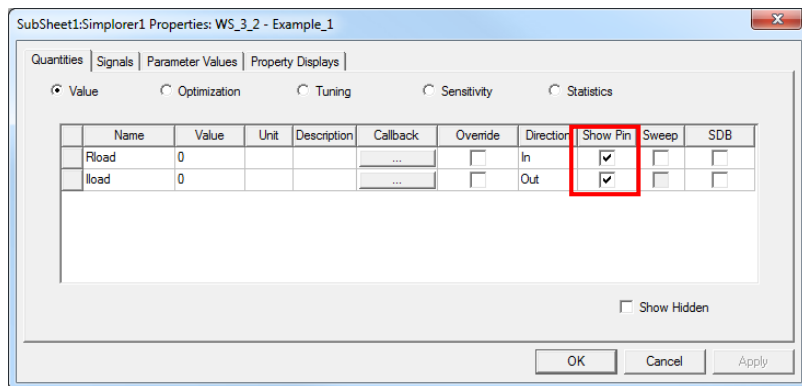 SubSheet1:Simplorer1 Properties: WS_3_2 - Example_1
Quantities Signals Parameter Values Property Displays
Value Optimization Tuning Sensitivity Statistics
Name Value Unit Description Callback Override Direction Show Pin Sweep SDB
Rload 0 ... In
Iload 0 ... Out
Show Hidden
OK Cancel Apply